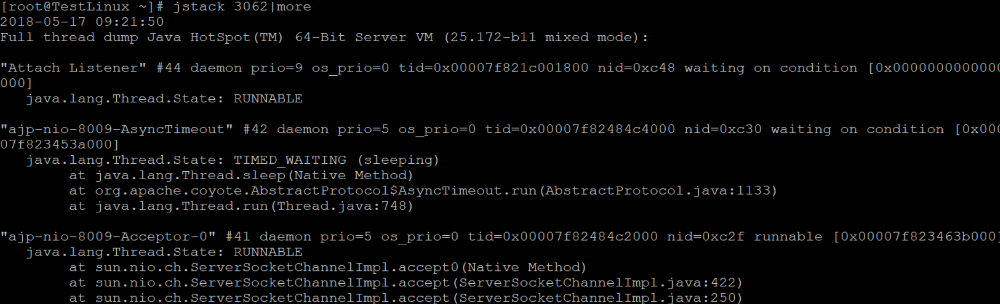 [root@TestLinux ~]# jstack 3062|more
2018-05-17 09:21:50
Full thread dump Java HotSpot(TM) 64-Bit Server VM (25.172-b11 mixed mode):
"Attach Listener" #44 daemon prio=9 os_prio=0 tid=0x00007f821c001800 nid=0xc48 waiting on condition [0x0000000000000
000]
java.lang.Thread.State: RUNNABLE
"ajp-nio-8009-AsyncTimeout" #42 daemon prio=5 os_prio=0 tid=0x00007f82484c4000 nid=0xc30 waiting on condition [0x000
07f823453a000]
java.lang.Thread.State: TIMED_WAITING (sleeping)
at java.lang.Thread.sleep(Native Method)
at org.apache.coyote.AbstractProtocol$AsyncTimeout.run(AbstractProtocol.java:1133)
at java.lang.Thread.run(Thread.java:748)
"ajp-nio-8009-Acceptor-0" #41 daemon prio=5 os_prio=0 tid=0x00007f82484c2000 nid=0xc2f runnable [0x00007f823463b000]
java.lang.Thread.State: RUNNABLE
at sun.nio.ch.ServerSocketChannelImpl.accept0(Native Method)
at sun.nio.ch.ServerSocketChannelImpl.accept(ServerSocketChannelImpl.java:422)
at sun.nio.ch.ServerSocketChannelImpl.accept(ServerSocketChannelImpl.java:250)